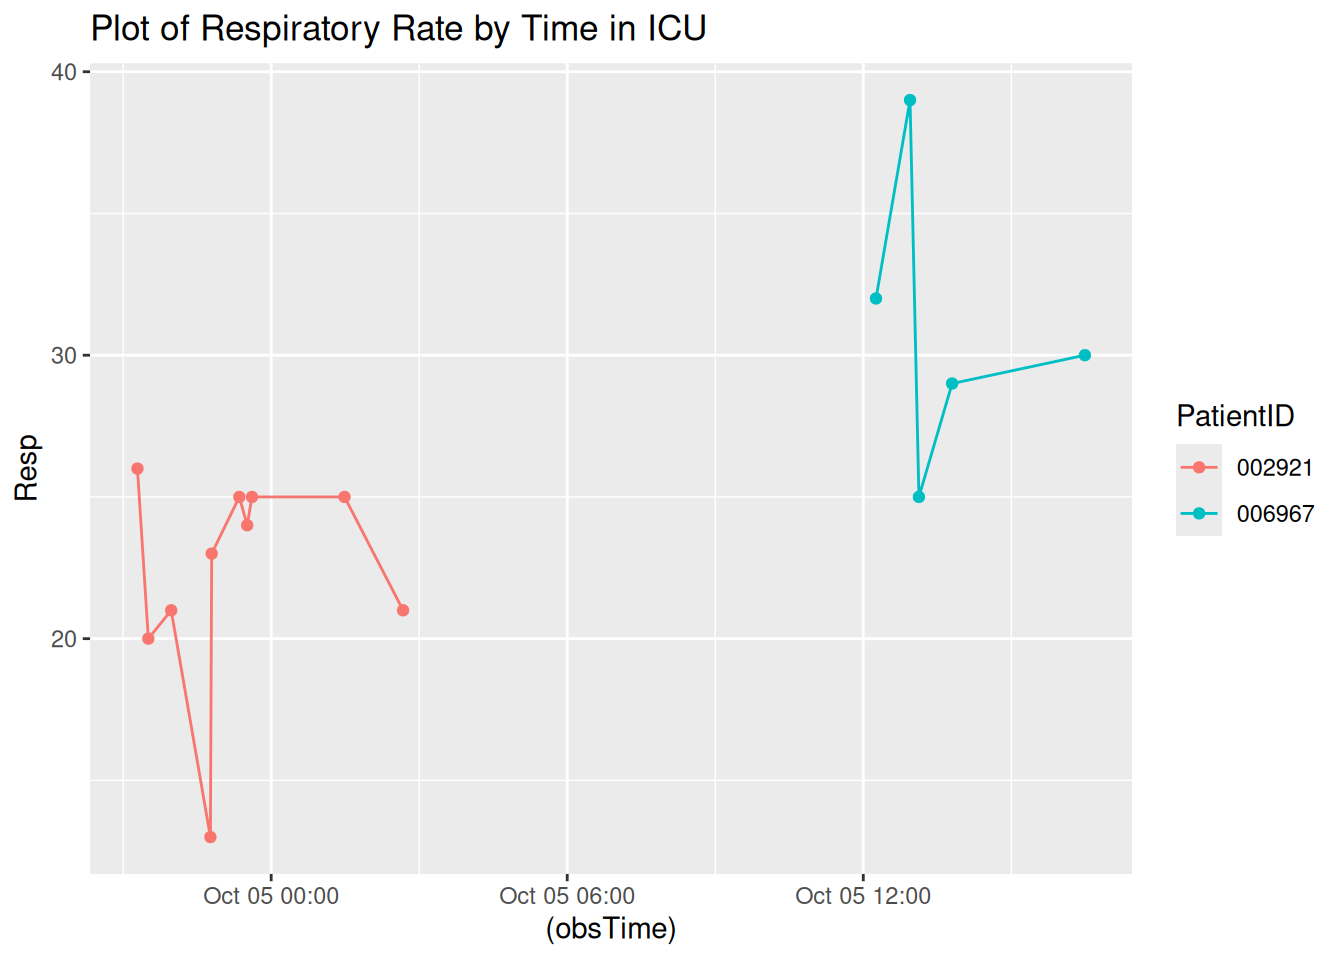 Plot of Respiratory Rate by Time in ICU
40
30
20
Resp
Oct 05 00:00
Oct 05 06:00
Oct 05 12:00
(obsTime)
PatientID
002921
006967